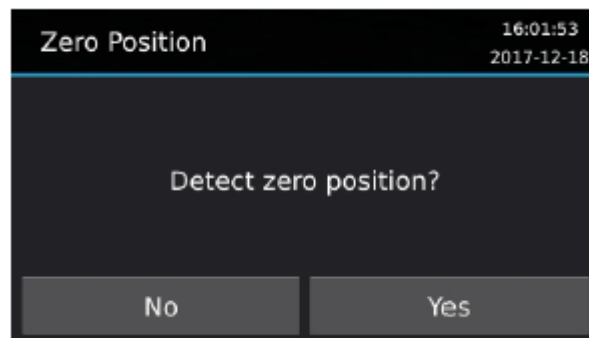 Zero Position
16:01:53
2017-12-18
Detect zero position?
No
Yes